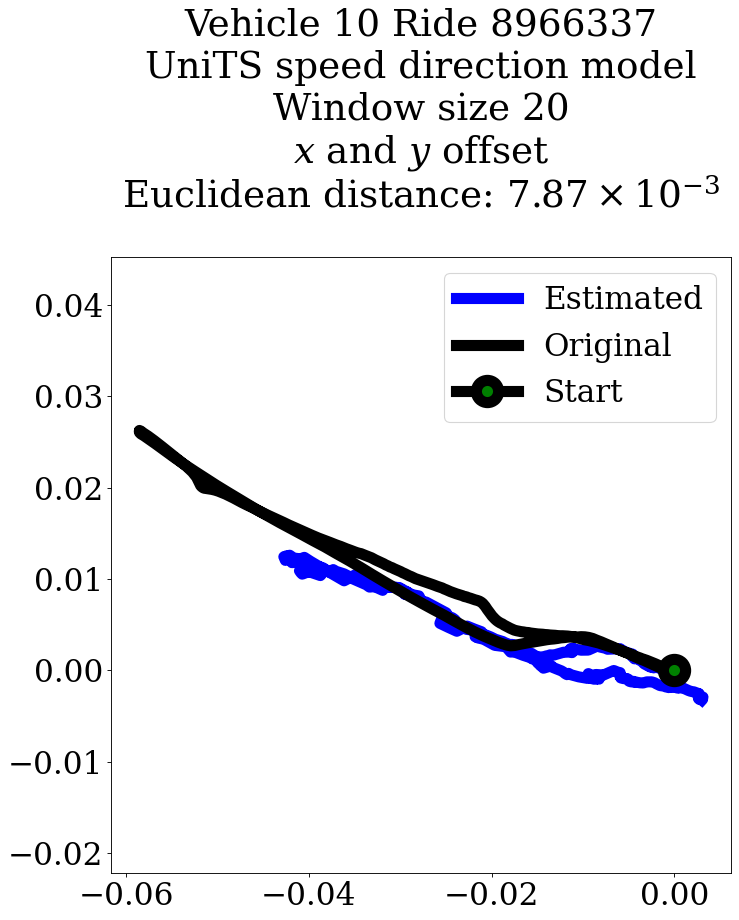 Vehicle 10 Ride 8966337
UniTS speed direction model
Window size 20
x and y offset
Euclidean distance: 7.87 × 10⁻³
Estimated
Original
Start
0.04
0.03
0.02
0.01
0.00
−0.01
−0.02
−0.06
−0.04
−0.02
0.00